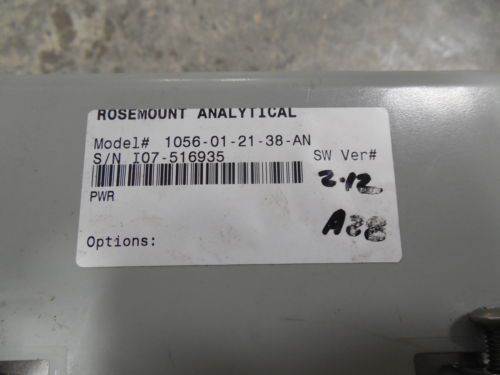 ROSEMOUNT ANALYTICAL
Model# 1056-01-21-38-AN
S/N I07-516935 SW Ver#
2.12
PWR
A88
Options: